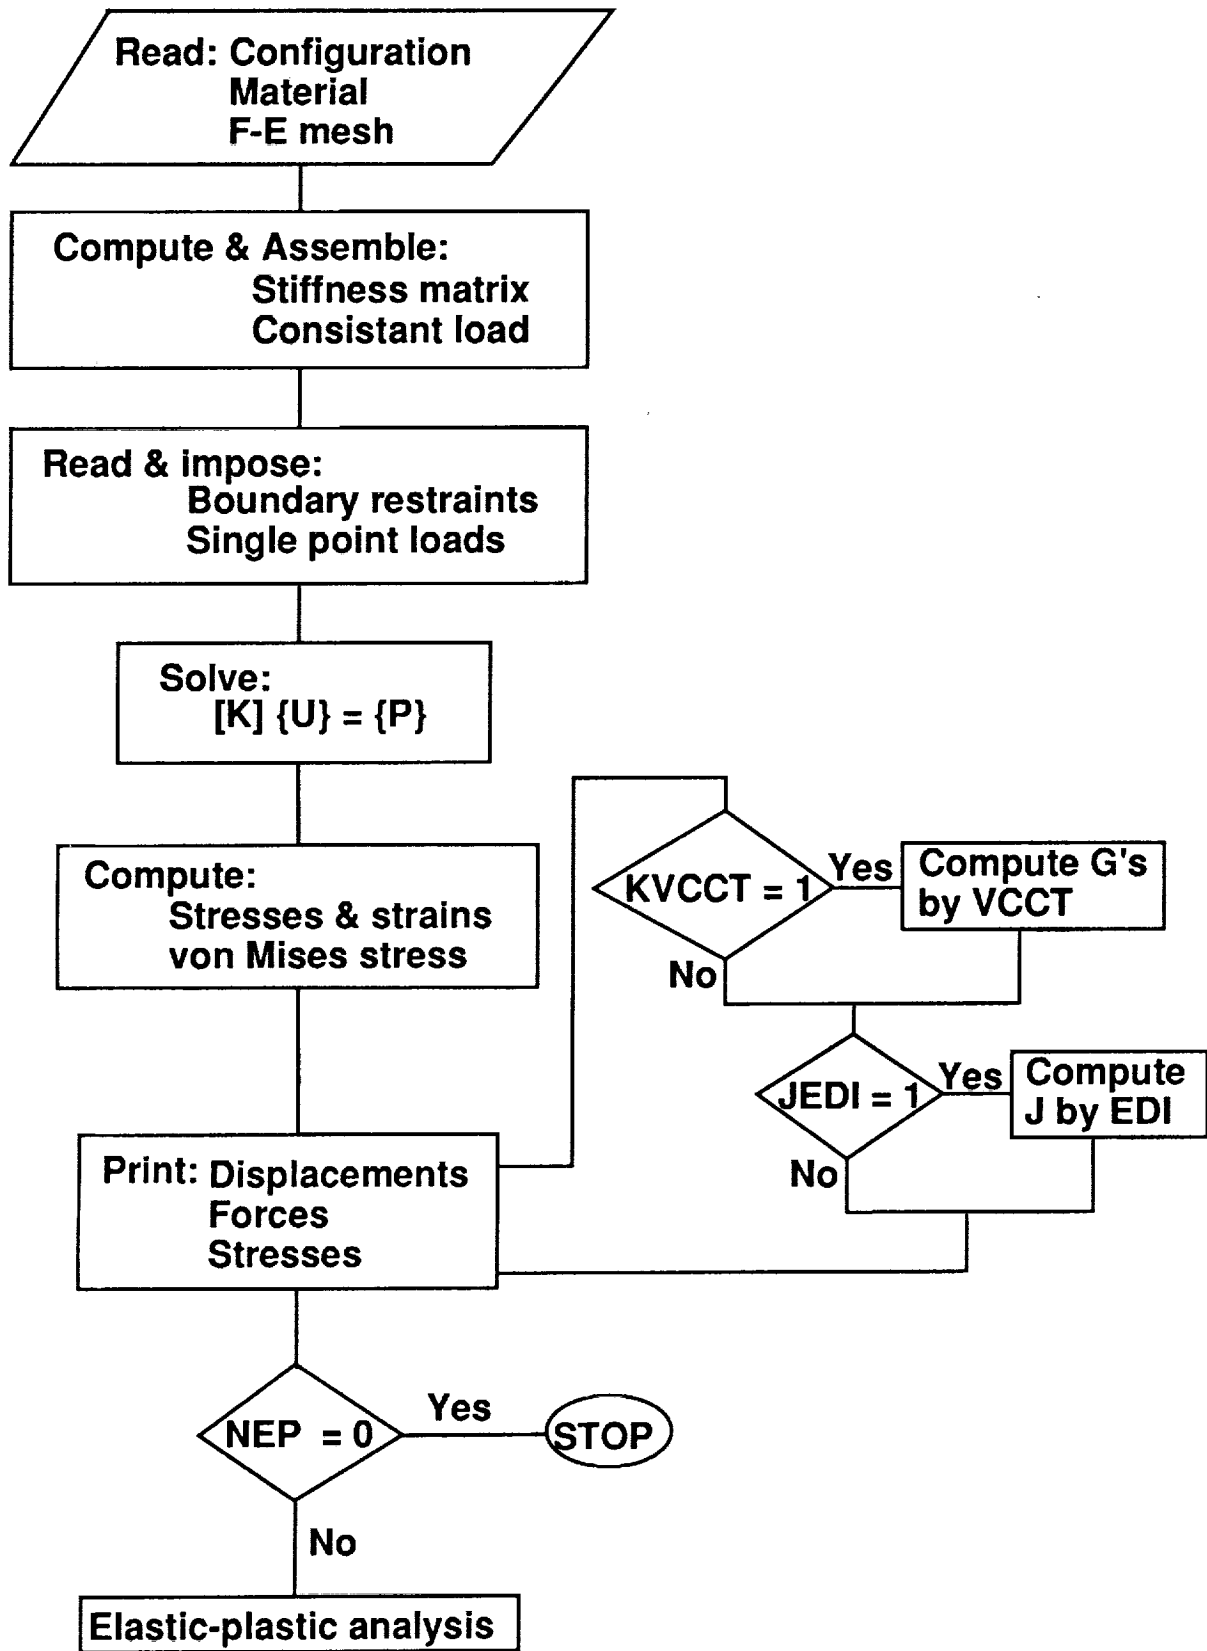 Read: Configuration
Material
F-E mesh
Compute & Assemble:
Stiffness matrix
Consistant load
Read & impose:
Boundary restraints
Single point loads
Solve:
[K] {U} = {P}
Compute:
Stresses & strains
von Mises stress
KVCCT = 1
Yes
Compute G's
by VCCT
No
JEDI = 1
Yes
Compute
J by EDI
No
Print: Displacements
Forces
Stresses
NEP = 0
Yes
STOP
No
Elastic-plastic analysis